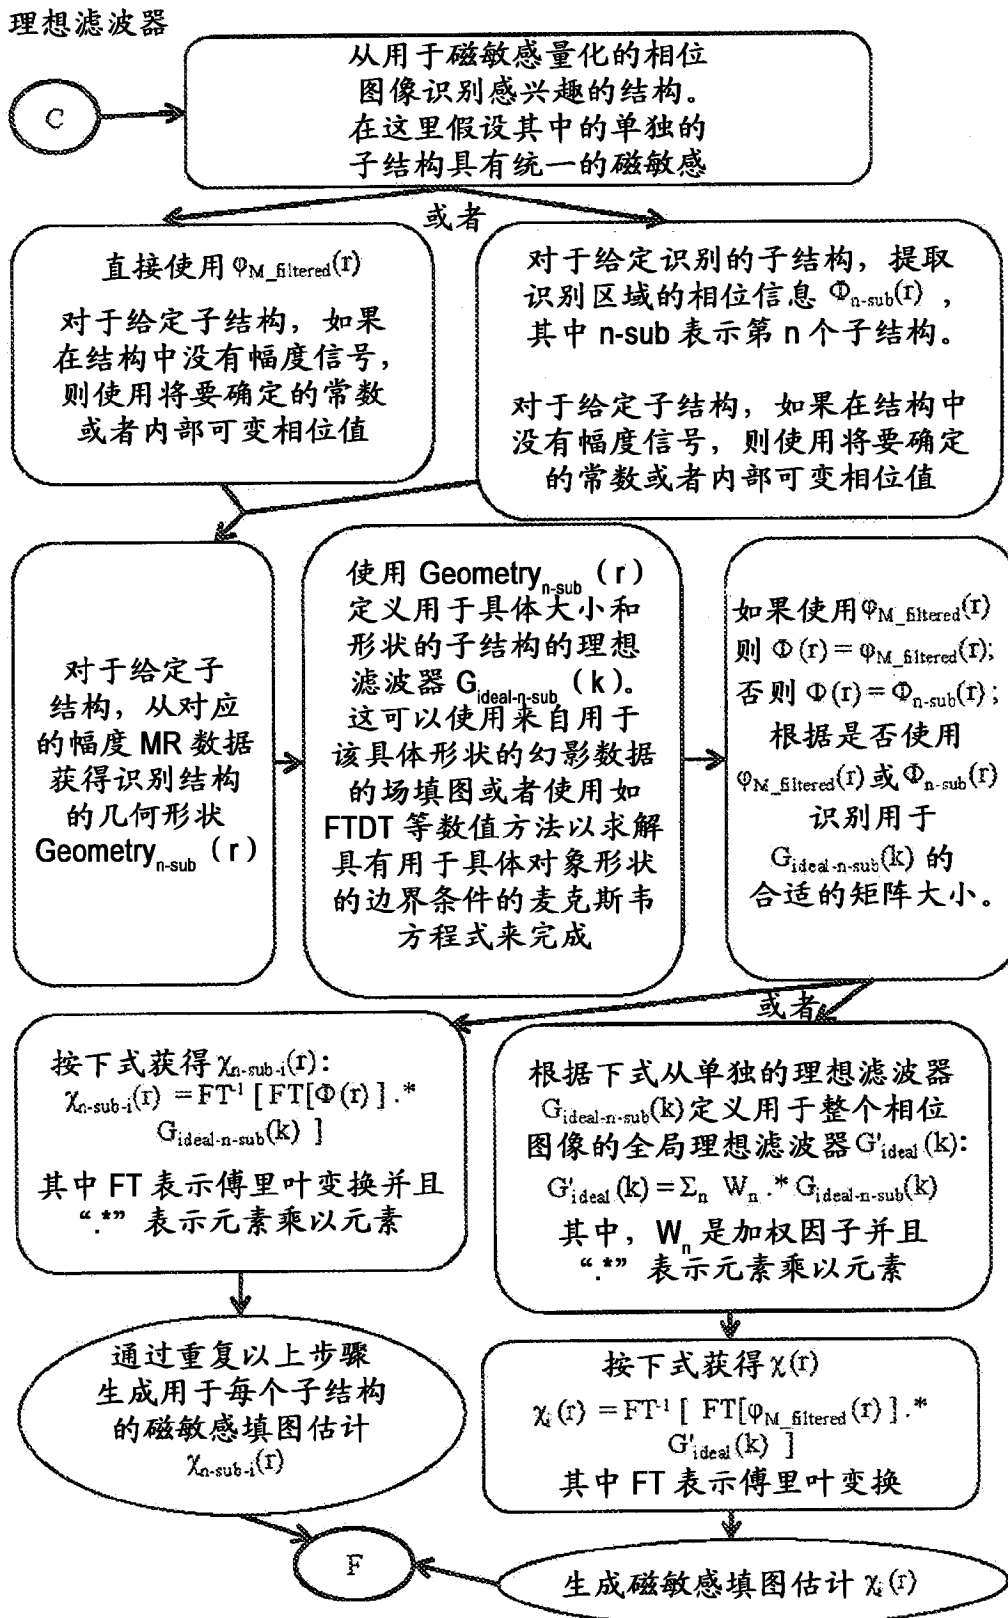 理想滤波器
C
从用于磁敏感量化的相位
图像识别感兴趣的结构。
在这里假设其中的单独的
子结构具有统一的磁敏感
或者
直接使用 φM_filtered(r)
对于给定子结构，如果
在结构中没有幅度信号，
则使用将要确定的常数
或者内部可变相位值
对于给定识别的子结构，提取
识别区域的相位信息 Φn-sub(r) ，
其中 n-sub 表示第 n 个子结构。
对于给定子结构，如果在结构中
没有幅度信号，则使用将要确定
的常数或者内部可变相位值
对于给定子
结构，从对应
的幅度 MR 数据
获得识别结构
的几何形状
Geometryn-sub（r）
使用 Geometryn-sub（r）
定义用于具体大小和
形状的子结构的理想
滤波器 Gideal-n-sub（k）。
这可以使用来自用于
该具体形状的幻影数据
的场填图或者使用如
FTDT 等数值方法以求解
具有用于具体对象形状
的边界条件的麦克斯韦
方程式来完成
如果使用φM_filtered(r)
则 Φ(r) = φM_filtered(r);
否则 Φ(r) = Φn-sub(r);
根据是否使用
φM_filtered(r)或Φn-sub(r)
识别用于
Gideal-n-sub(k) 的
合适的矩阵大小。
或者
按下式获得 χn-sub-i(r)：
χn-sub-i(r) = FT-1 [ FT[Φ(r) ].*
Gideal-n-sub(k) ]
其中 FT 表示傅里叶变换并且
“.*” 表示元素乘以元素
根据下式从单独的理想滤波器
Gideal-n-sub(k)定义用于整个相位
图像的全局理想滤波器G'ideal(k)：
G'ideal(k) = Σn Wn .* Gideal-n-sub(k)
其中，Wn是加权因子并且
“.*” 表示元素乘以元素
通过重复以上步骤
生成用于每个子结构
的磁敏感填图估计
χn-sub-i(r)
按下式获得 χ(r)
χi(r) = FT-1 [ FT[φM_filtered(r) ].*
G'ideal(k) ]
其中 FT 表示傅里叶变换
F
生成磁敏感填图估计 χi(r)